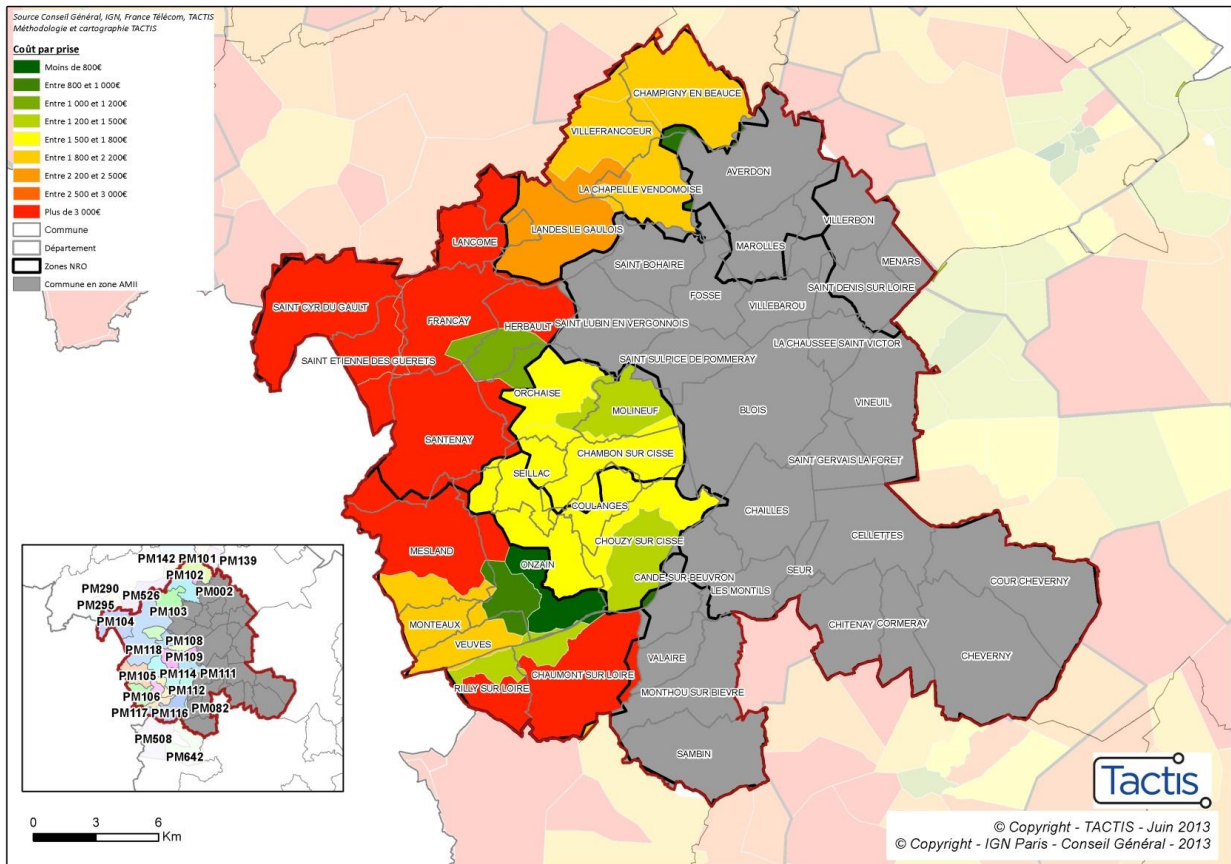 Source Conseil Général, IGN, France Télécom, TACTIS
Méthodologie et cartographie TACTIS
Coût par prise
Moins de 800€
Entre 800 et 1 000€
Entre 1 000 et 1 200€
Entre 1 200 et 1 500€
Entre 1 500 et 1 800€
Entre 1 800 et 2 200€
Entre 2 200 et 2 500€
Entre 2 500 et 3 000€
Plus de 3 000€
Commune
Département
Zones NRO
Commune en zone AMII
CHAMPIGNY EN BEAUCE
VILLEFRANCOEUR
AVERDON
LA CHAPELLE VENDOMOISE
VILLERBON
LANDES LE GAULOIS
LANCOME
MAROLLES
MENARS
SAINT BOHAIRE
SAINT DENIS SUR LOIRE
FOSSE
VILLEBAROU
SAINT CYR DU GAULT
FRANCAY
HERBAULT
SAINT LUBIN EN VERGONNOIS
LA CHAUSSEE SAINT VICTOR
SAINT ETIENNE DES GUERETS
SAINT SULPICE DE POMMERAY
ORCHAISE
MOLINEUF
BLOIS
VINEUIL
SANTENAY
CHAMBON SUR CISSE
SAINT GERVAIS LA FORET
SEILLAC
COULANGES
CHAILLES
CHOUZY SUR CISSE
CELLETTES
MESLAND
ONZAIN
CANDE SUR BEUVRON
SEUR
COUR CHEVERNY
LES MONTILS
MONTEAUX
CHITENAY
CORMERAY
VEUVES
VALAIRE
CHEVERNY
CHAUMONT SUR LOIRE
RILLY SUR LOIRE
MONTHOU SUR BIEVRE
SAMBIN
PM142
PM101
PM139
PM102
PM290
PM002
PM526
PM295
PM103
PM104
PM108
PM118
PM109
PM105
PM114
PM111
PM106
PM112
PM117
PM116
PM082
PM508
PM642
0 3 6
Km
Tactis
© Copyright - TACTIS - Juin 2013
© Copyright - IGN Paris - Conseil Général - 2013